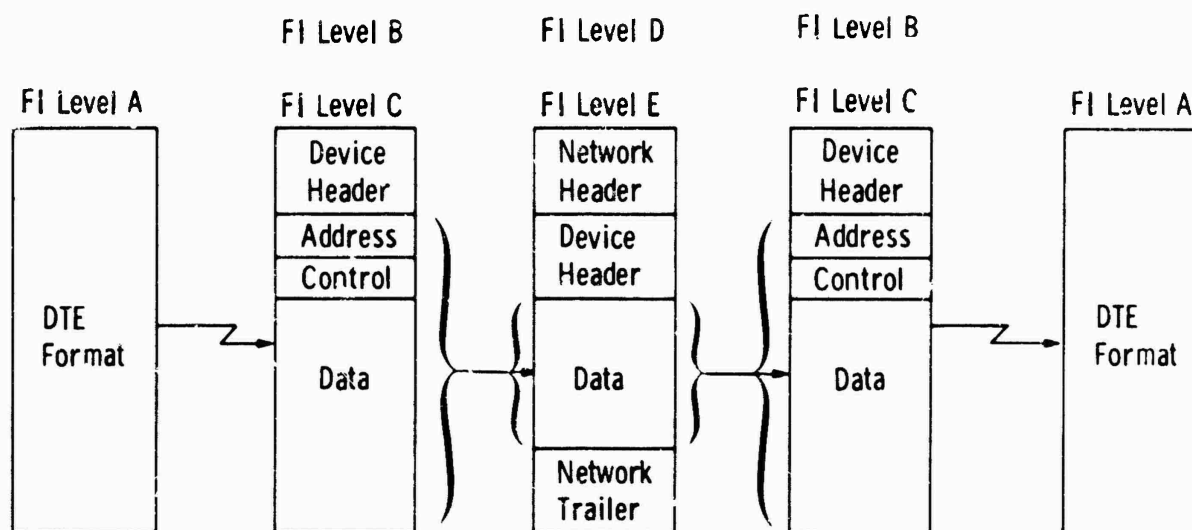 FI Level B
FI Level D
FI Level B
FI Level A
FI Level C
FI Level E
FI Level C
FI Level A
DTE
Format
Device
Header
Address
Control
Data
Network
Header
Device
Header
Data
Network
Trailer
Device
Header
Address
Control
Data
DTE
Format